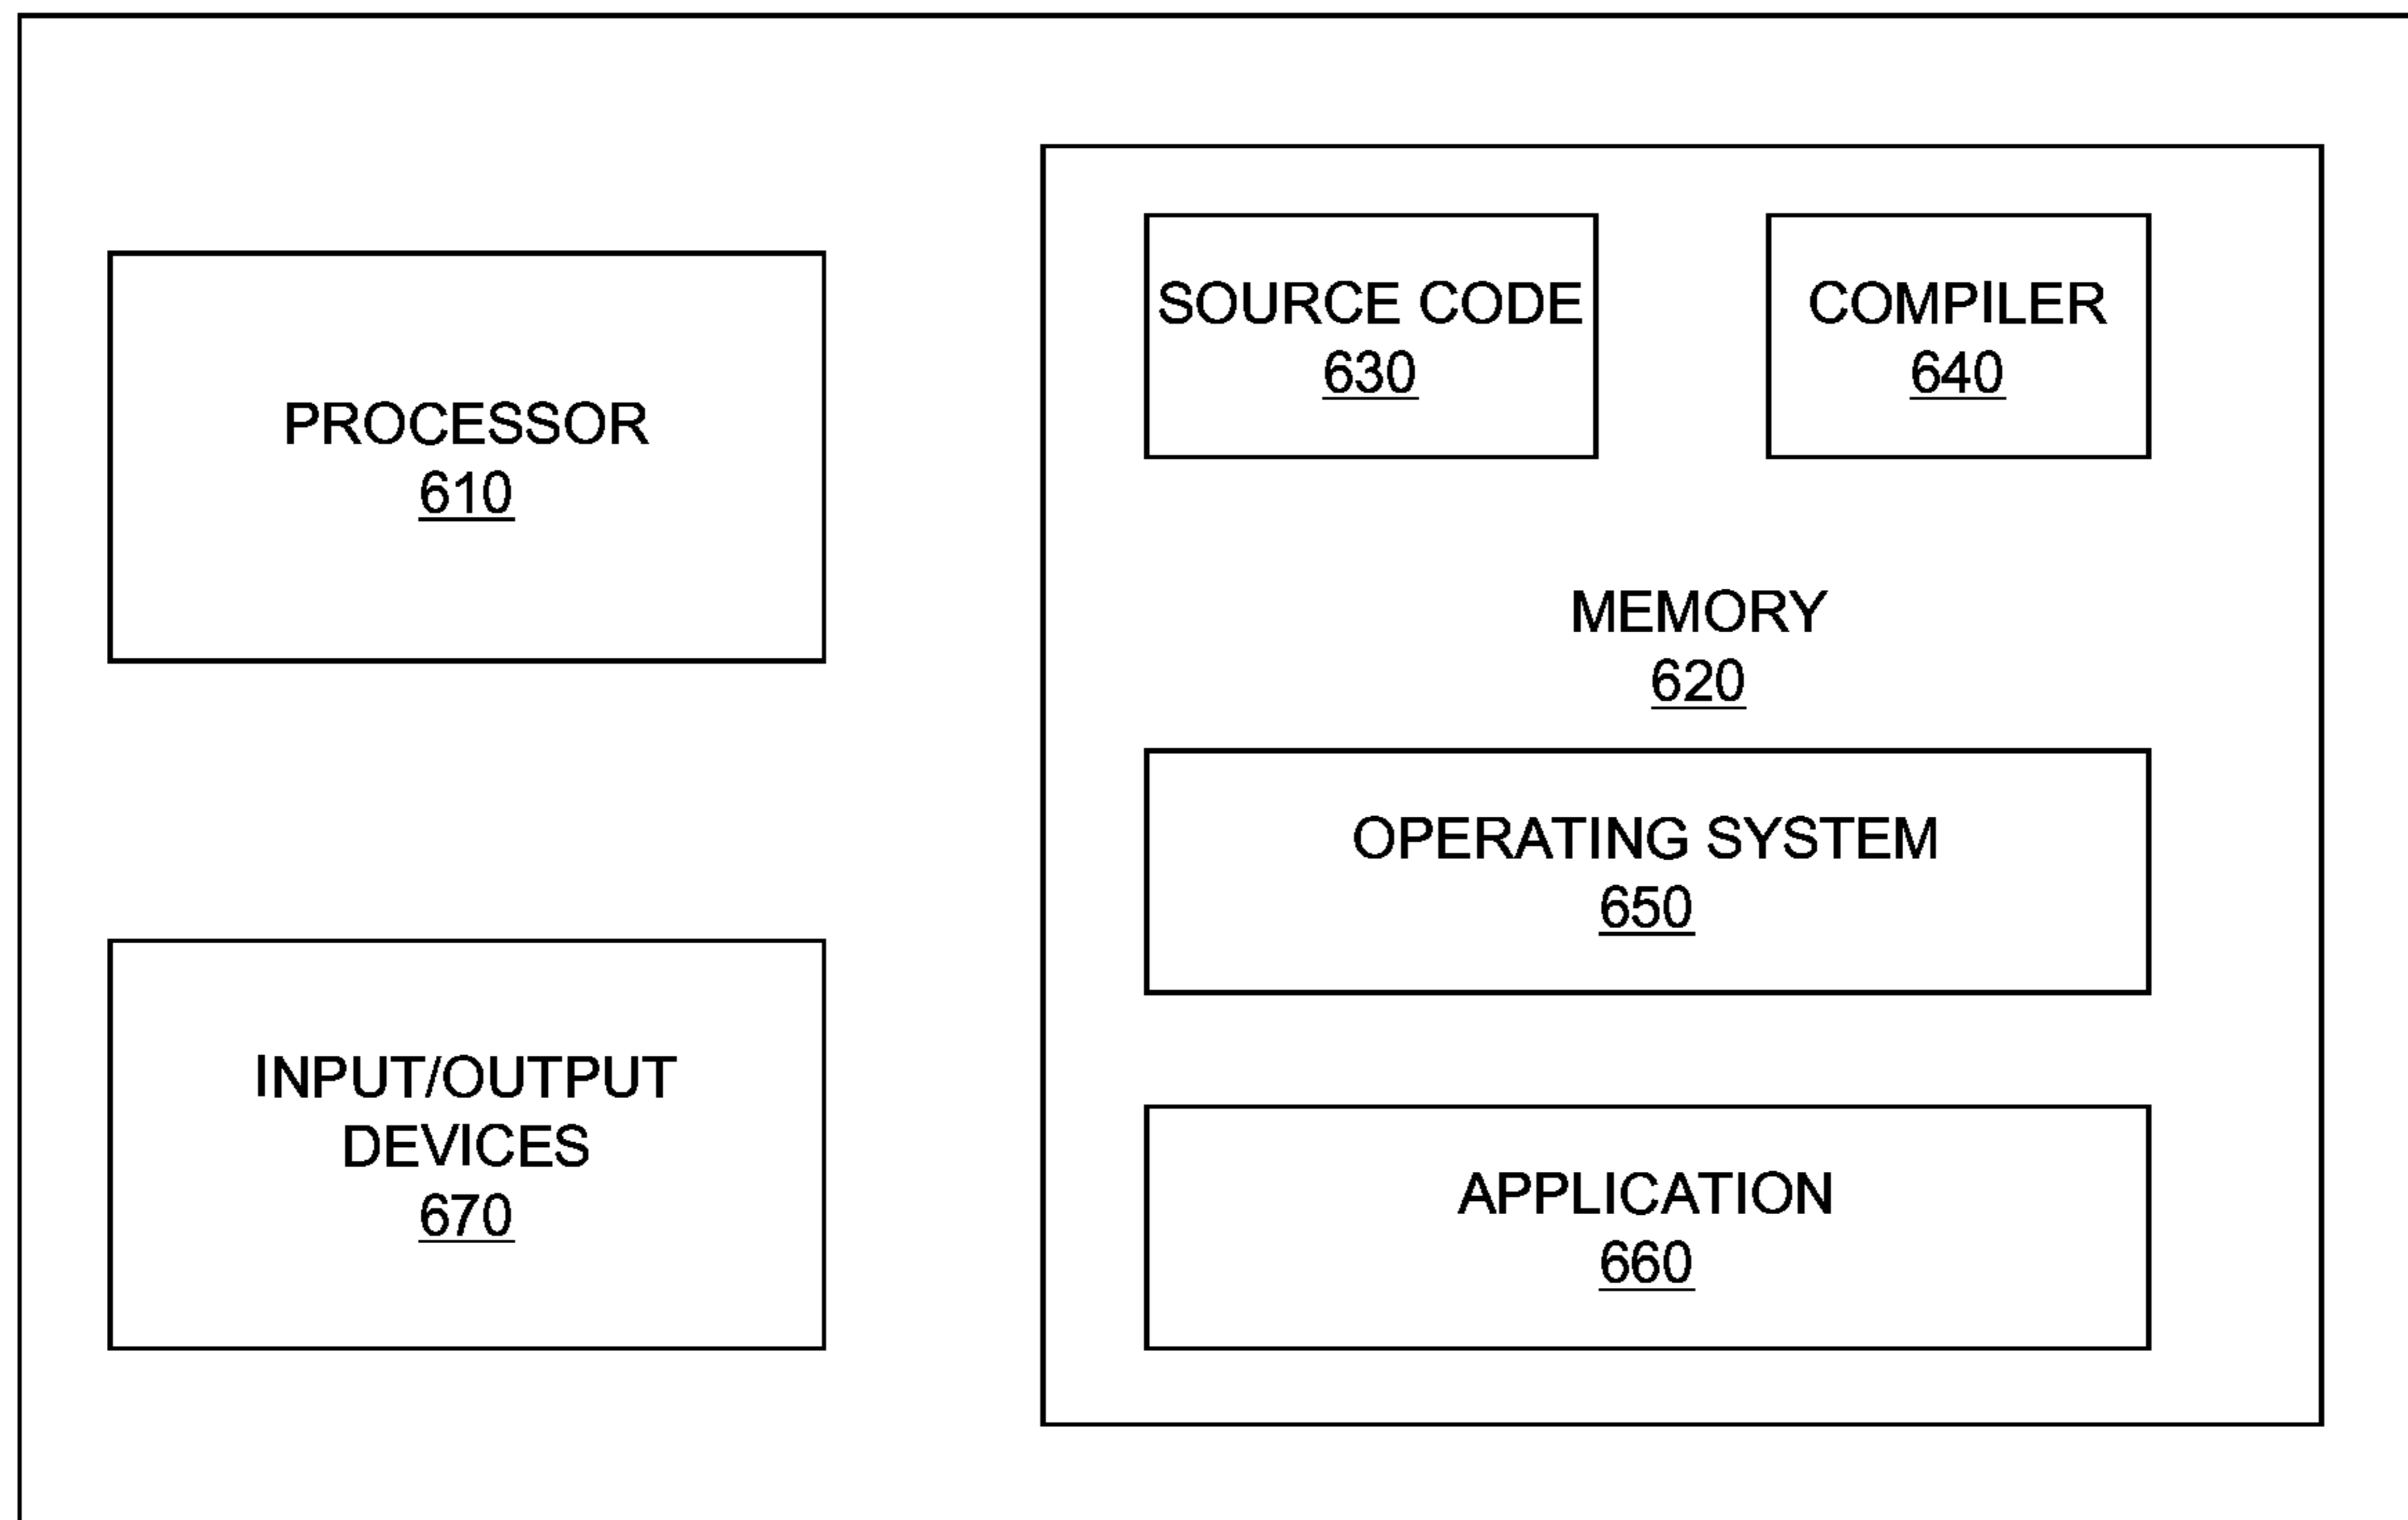 PROCESSOR
610
INPUT/OUTPUT
DEVICES
670
SOURCE CODE
630
COMPILER
640
MEMORY
620
OPERATING SYSTEM
650
APPLICATION
660